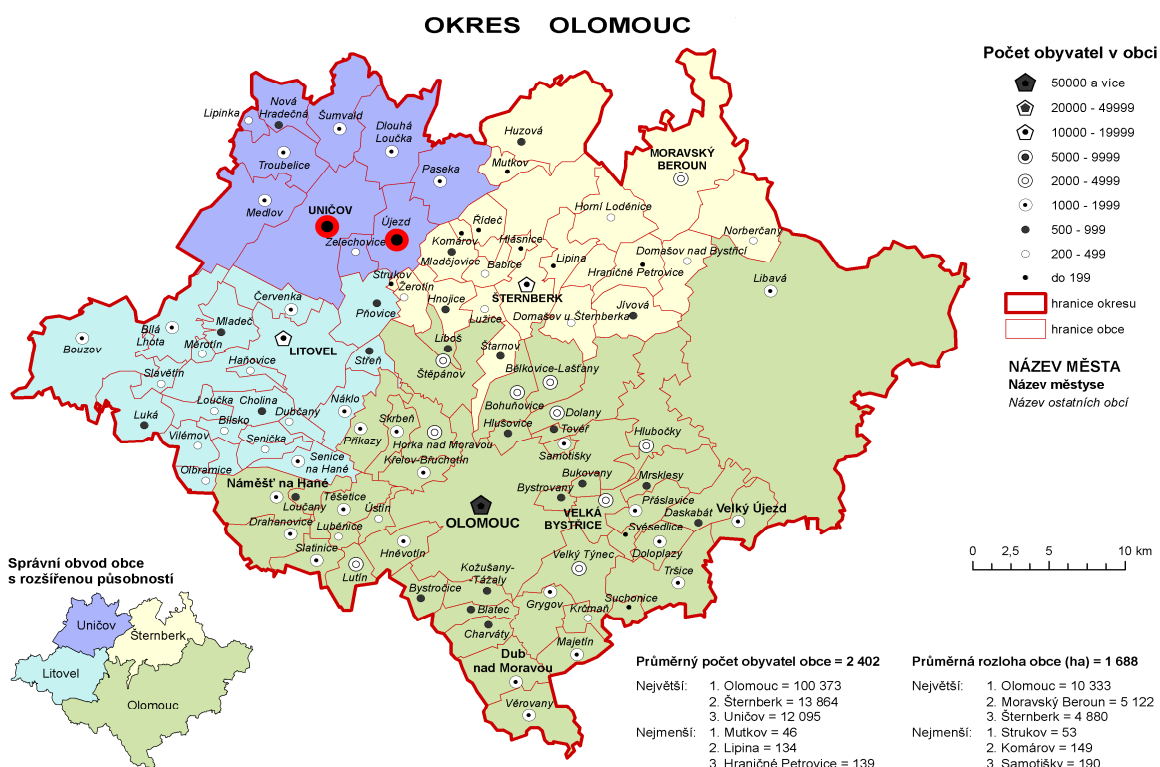 OKRES OLOMOUC
Počet obyvatel v obci
50000 a více
20000 - 49999
10000 - 19999
5000 - 9999
2000 - 4999
1000 - 1999
500 - 999
200 - 499
do 199
hranice okresu
hranice obce
NÁZEV MĚSTA
Název městyse
Název ostatních obcí
Lipinka
Nová
Hradečná
Šumvald
Dlouhá
Loučka
Troubelice
Paseka
Medlov
UNIČOV
Újezd
Želechovice
Huzová
Mutkov
MORAVSKÝ
BEROUN
Horní Loděnice
Norberčany
Řídeč
Komárov
Hlásnice
Mladějovice
Babice
Lipina
Domašov nad Bystřicí
Hraničné Petrovice
Libavá
Strukov
Žerotín
ŠTERNBERK
Hnojice
Lužice
Domašov u Šternberka
Jívová
Červenka
Pňovice
Bílá
Lhota
Mladeč
Měrotín
LITOVEL
Bouzov
Haňovice
Střeň
Liboš
Štarnov
Štěpánov
Slavětín
Bělkovice-Lašťany
Bohuňovice
Dolany
Loučka
Cholina
Náklo
Dubčany
Bílsko
Luká
Vilémov
Senička
Senice
na Hané
Olbramice
Příkazy
Skrbeň
Horka nad Moravou
Křelov-Břuchotín
Hlušovice
Tovéř
Samotišky
Hlubočky
Náměšť na Hané
Loučany
Těšetice
Ústín
Drahanovice
Luběnice
Slatinice
Lutín
Hněvotín
OLOMOUC
Bukovany
Bystrovany
Mrsklesy
VELKÁ
BYSTŘICE
Přáslavice
Daskabát
Velký Újezd
Svésedlice
Doloplazy
Velký Týnec
Tršice
Kožušany-
-Tážaly
Bystročice
Blatec
Charváty
Grygov
Krčmaň
Suchonice
Majetín
Dub
nad Moravou
Věrovany
0 2,5 5 10 km
Správní obvod obce
s rozšířenou působností
Uničov
Šternberk
Litovel
Olomouc
Průměrný počet obyvatel obce = 2 402
Největší: 1. Olomouc = 100 373
2. Šternberk = 13 864
3. Uničov = 12 095
Nejmenší: 1. Mutkov = 46
2. Lipina = 134
3. Hraničné Petrovice = 139
Průměrná rozloha obce (ha) = 1 688
Největší: 1. Olomouc = 10 333
2. Moravský Beroun = 5 122
3. Šternberk = 4 880
Nejmenší: 1. Strukov = 53
2. Komárov = 149
3. Samotišky = 190